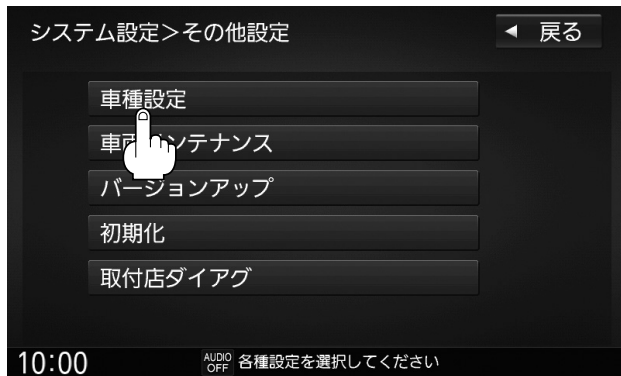 システム設定＞その他設定
◀ 戻る
車種設定
車両メンテナンス
バージョンアップ
初期化
取付店ダイアグ
10:00
AUDIO OFF
各種設定を選択してください